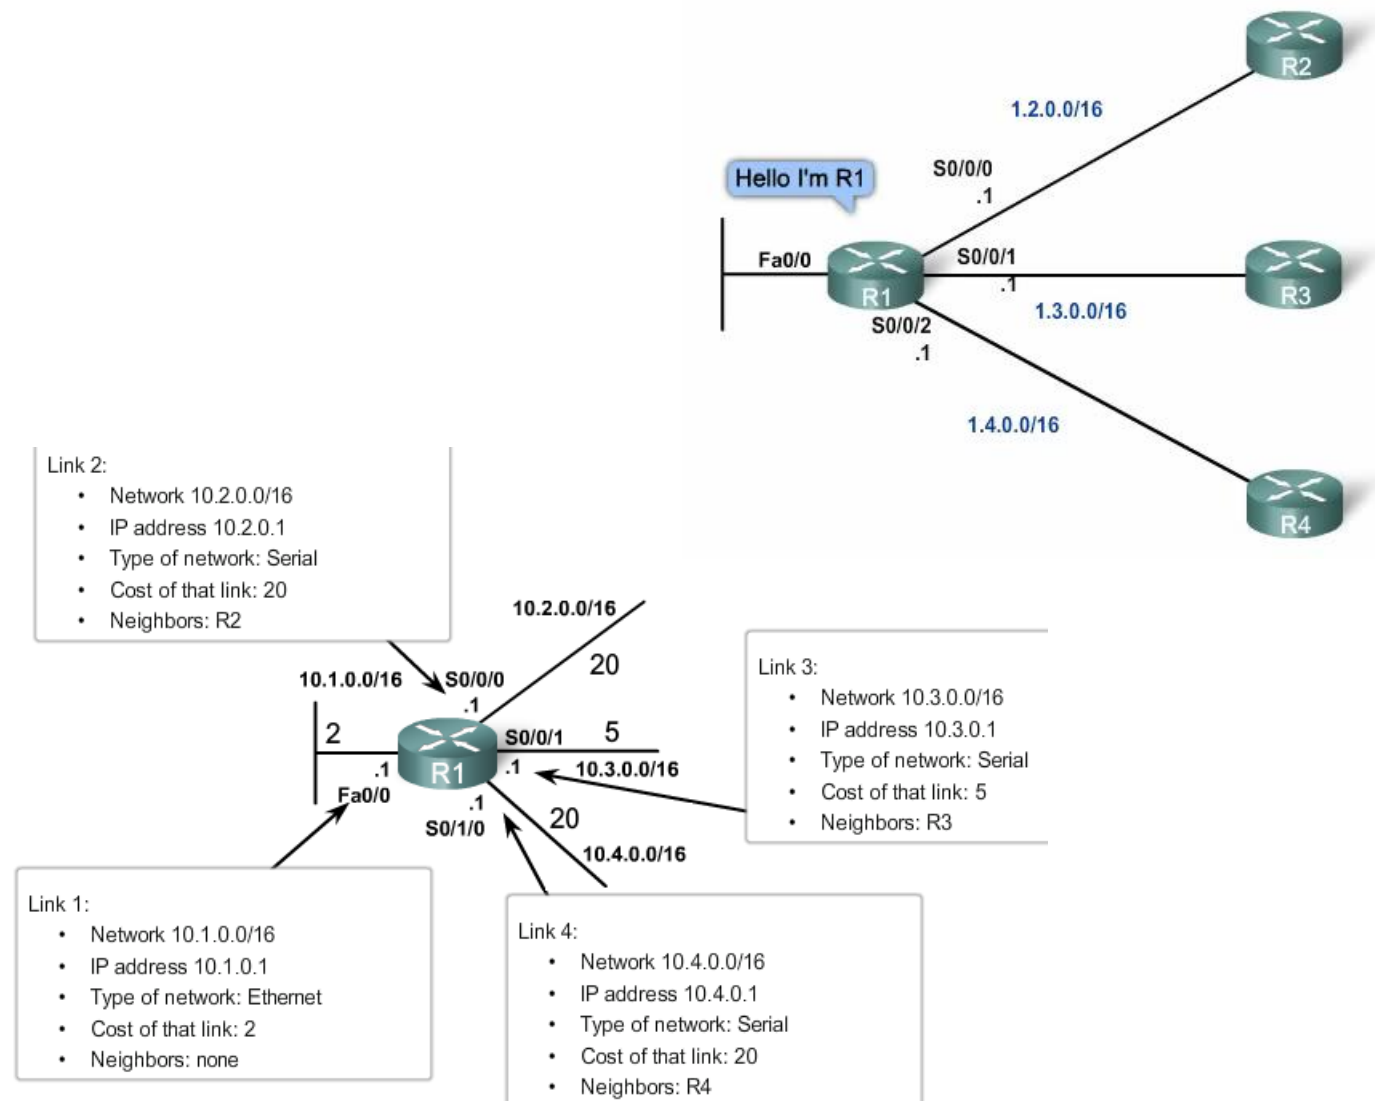 R2
1.2.0.0/16
S0/0/0
.1
Hello I'm R1
Fa0/0
R1
S0/0/1
.1
R3
1.3.0.0/16
S0/0/2
.1
1.4.0.0/16
R4
Link 2:
• Network 10.2.0.0/16
• IP address 10.2.0.1
• Type of network: Serial
• Cost of that link: 20
• Neighbors: R2
10.2.0.0/16
20
10.1.0.0/16
S0/0/0
.1
2
R1
S0/0/1
.1
5
10.3.0.0/16
.1
Fa0/0
.1
S0/1/0
20
10.4.0.0/16
Link 3:
• Network 10.3.0.0/16
• IP address 10.3.0.1
• Type of network: Serial
• Cost of that link: 5
• Neighbors: R3
Link 1:
• Network 10.1.0.0/16
• IP address 10.1.0.1
• Type of network: Ethernet
• Cost of that link: 2
• Neighbors: none
Link 4:
• Network 10.4.0.0/16
• IP address 10.4.0.1
• Type of network: Serial
• Cost of that link: 20
• Neighbors: R4